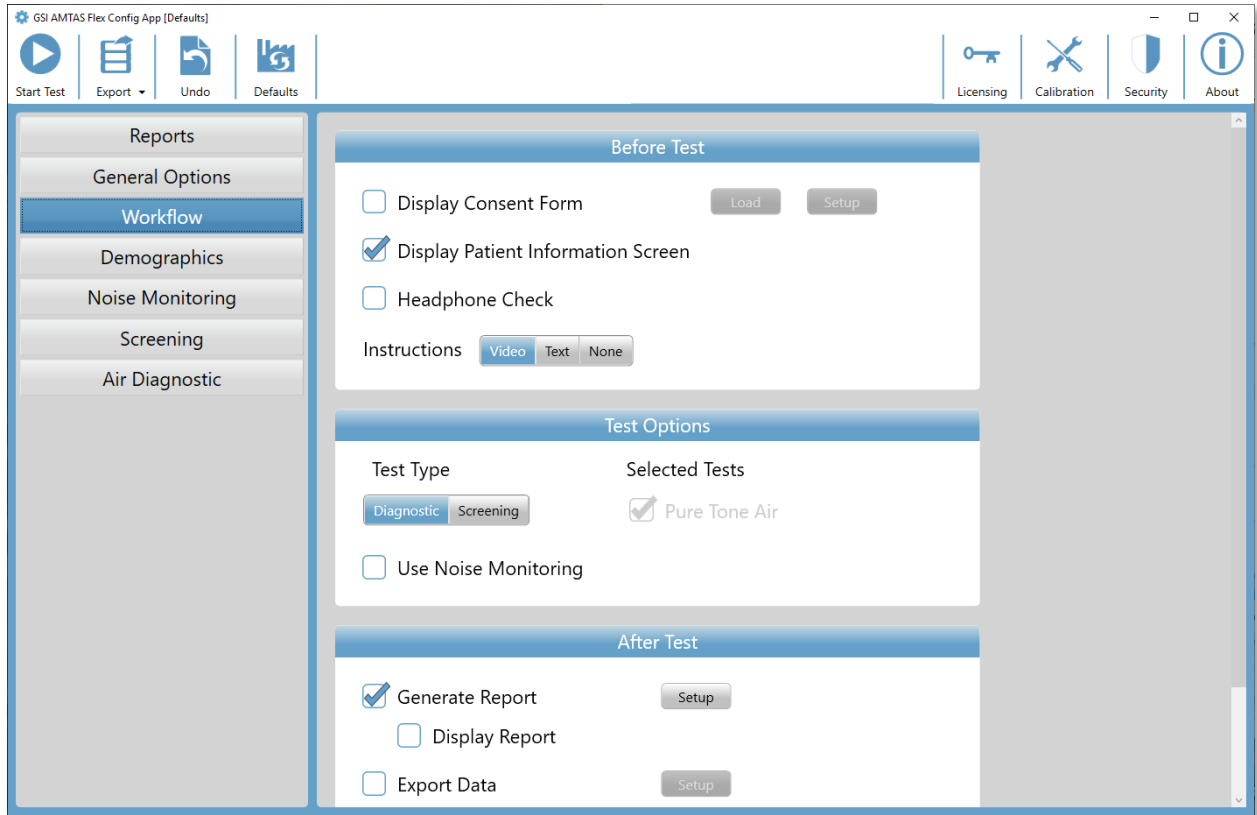 GSI AMTAS Flex Config App [Defaults]
Start Test Export Undo Defaults Licensing Calibration Security About
Reports
General Options
Workflow
Demographics
Noise Monitoring
Screening
Air Diagnostic
Before Test
Display Consent Form Load Setup
Display Patient Information Screen
Headphone Check
Instructions Video Text None
Test Options
Test Type Selected Tests
Diagnostic Screening Pure Tone Air
Use Noise Monitoring
After Test
Generate Report Setup
Display Report
Export Data Setup